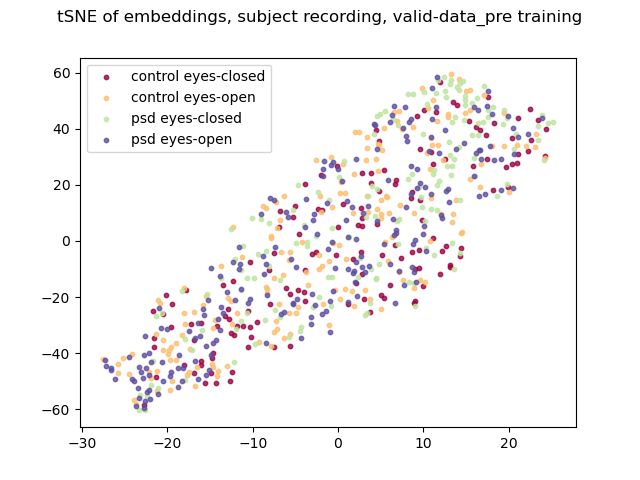 tSNE of embeddings, subject recording, valid-data_pre training
control eyes-closed
control eyes-open
psd eyes-closed
psd eyes-open
60
40
20
0
−20
−40
−60
−30
−20
−10
0
10
20